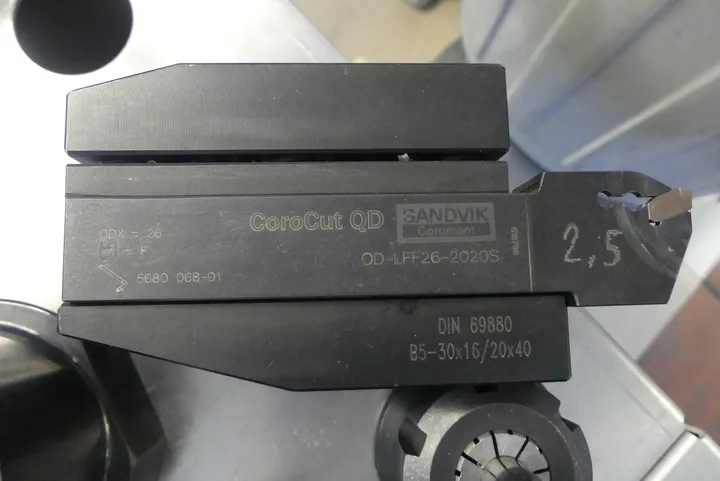 CoroCut QD
SANDVIK
Coromant
CDX = 26
= F
5680 068-01
QD-LFF26-2020S
2,5
DIN 69880
B5-30x16/20x40